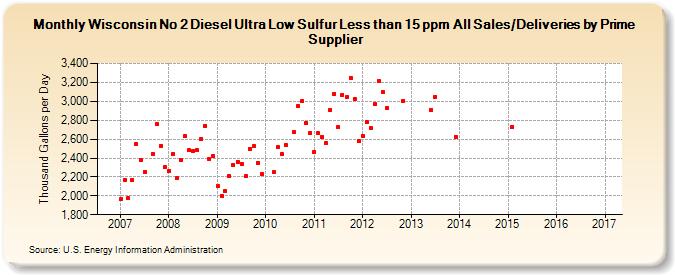 Monthly Wisconsin No 2 Diesel Ultra Low Sulfur Less than 15 ppm All Sales/Deliveries by Prime
Supplier
Thousand Gallons per Day
3,400
3,200
3,000
2,800
2,600
2,400
2,200
2,000
1,800
2007 2008 2009 2010 2011 2012 2013 2014 2015 2016 2017
Source: U.S. Energy Information Administration